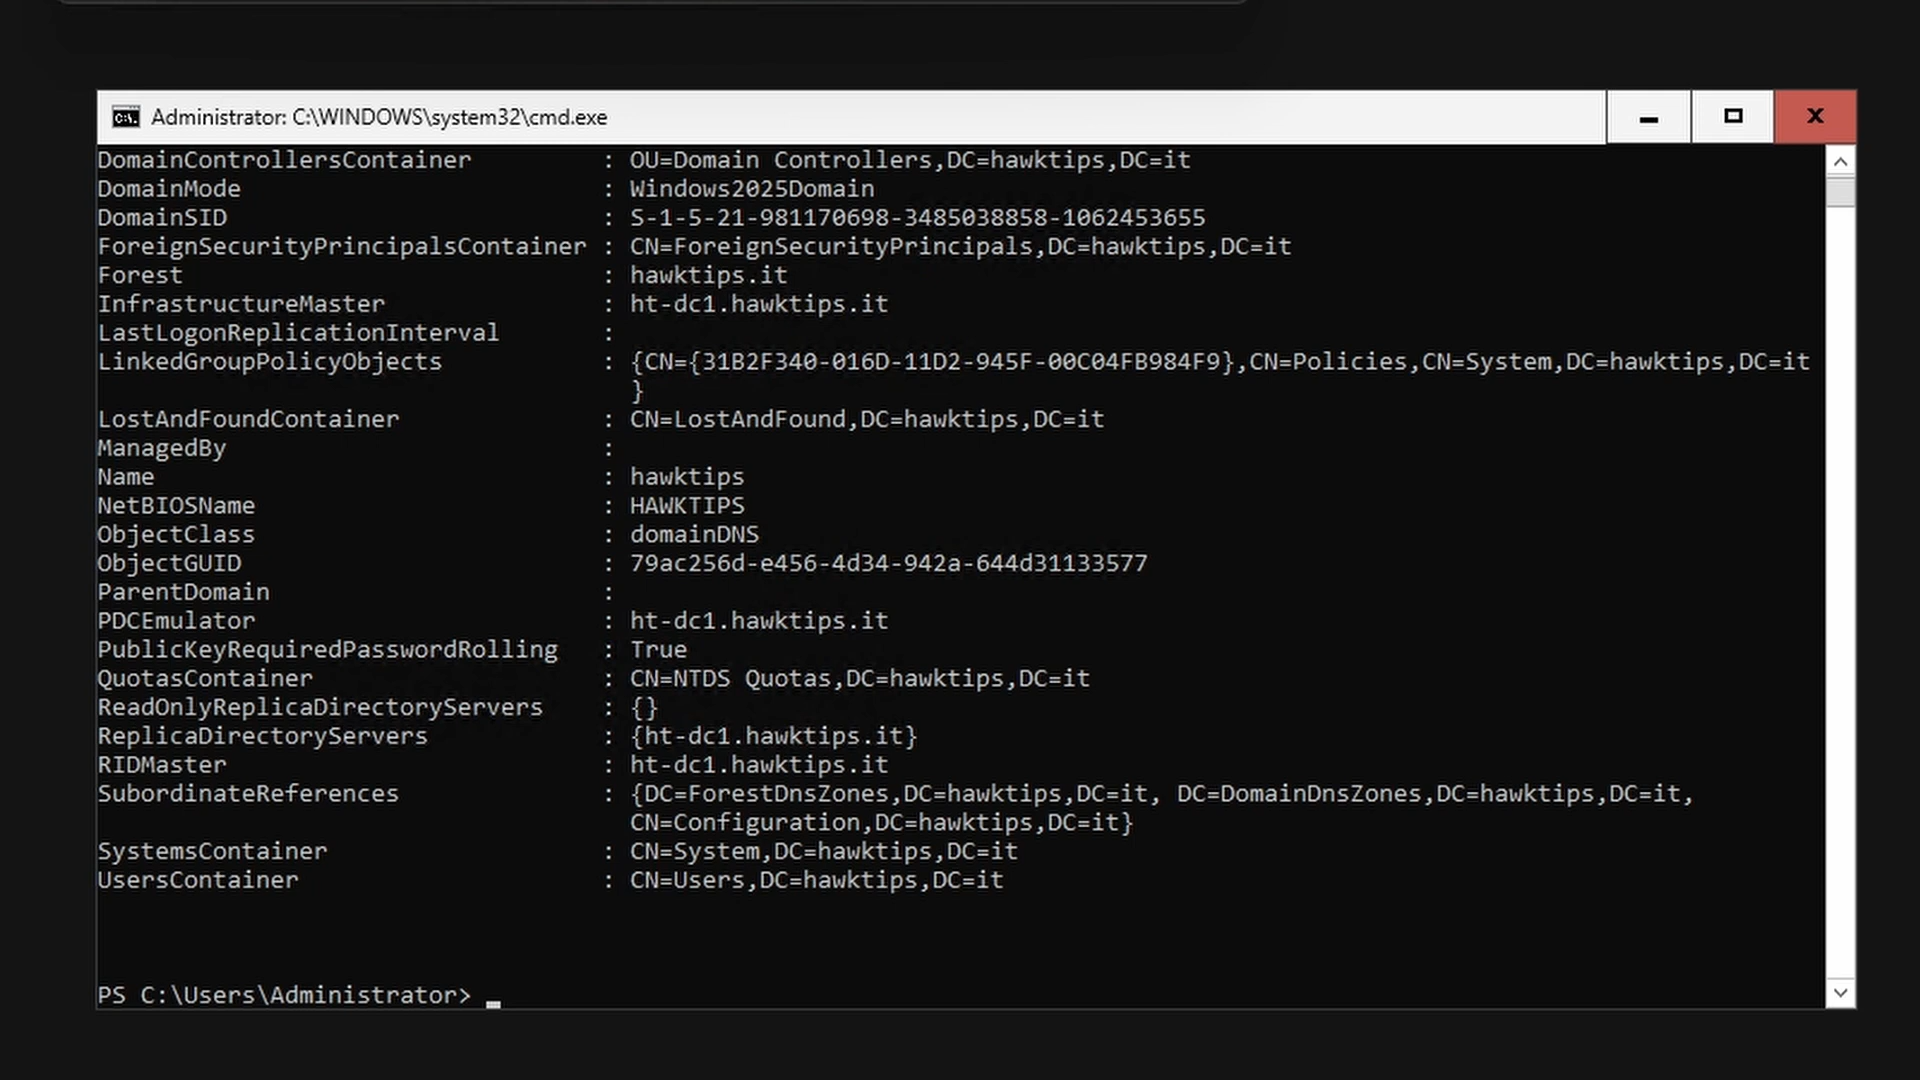 Administrator: C:\WINDOWS\system32\cmd.exe
DomainControllersContainer : OU=Domain Controllers,DC=hawktips,DC=it
DomainMode : Windows2025Domain
DomainSID : S-1-5-21-981170698-3485038858-1062453655
ForeignSecurityPrincipalsContainer : CN=ForeignSecurityPrincipals,DC=hawktips,DC=it
Forest : hawktips.it
InfrastructureMaster : ht-dc1.hawktips.it
LastLogonReplicationInterval :
LinkedGroupPolicyObjects : {CN={31B2F340-016D-11D2-945F-00C04FB984F9},CN=Policies,CN=System,DC=hawktips,DC=it
}
LostAndFoundContainer : CN=LostAndFound,DC=hawktips,DC=it
ManagedBy :
Name : hawktips
NetBIOSName : HAWKTIPS
ObjectClass : domainDNS
ObjectGUID : 79ac256d-e456-4d34-942a-644d31133577
ParentDomain :
PDCEmulator : ht-dc1.hawktips.it
PublicKeyRequiredPasswordRolling : True
QuotasContainer : CN=NTDS Quotas,DC=hawktips,DC=it
ReadOnlyReplicaDirectoryServers : {}
ReplicaDirectoryServers : {ht-dc1.hawktips.it}
RIDMaster : ht-dc1.hawktips.it
SubordinateReferences : {DC=ForestDnsZones,DC=hawktips,DC=it, DC=DomainDnsZones,DC=hawktips,DC=it,
CN=Configuration,DC=hawktips,DC=it}
SystemsContainer : CN=System,DC=hawktips,DC=it
UsersContainer : CN=Users,DC=hawktips,DC=it
PS C:\Users\Administrator>